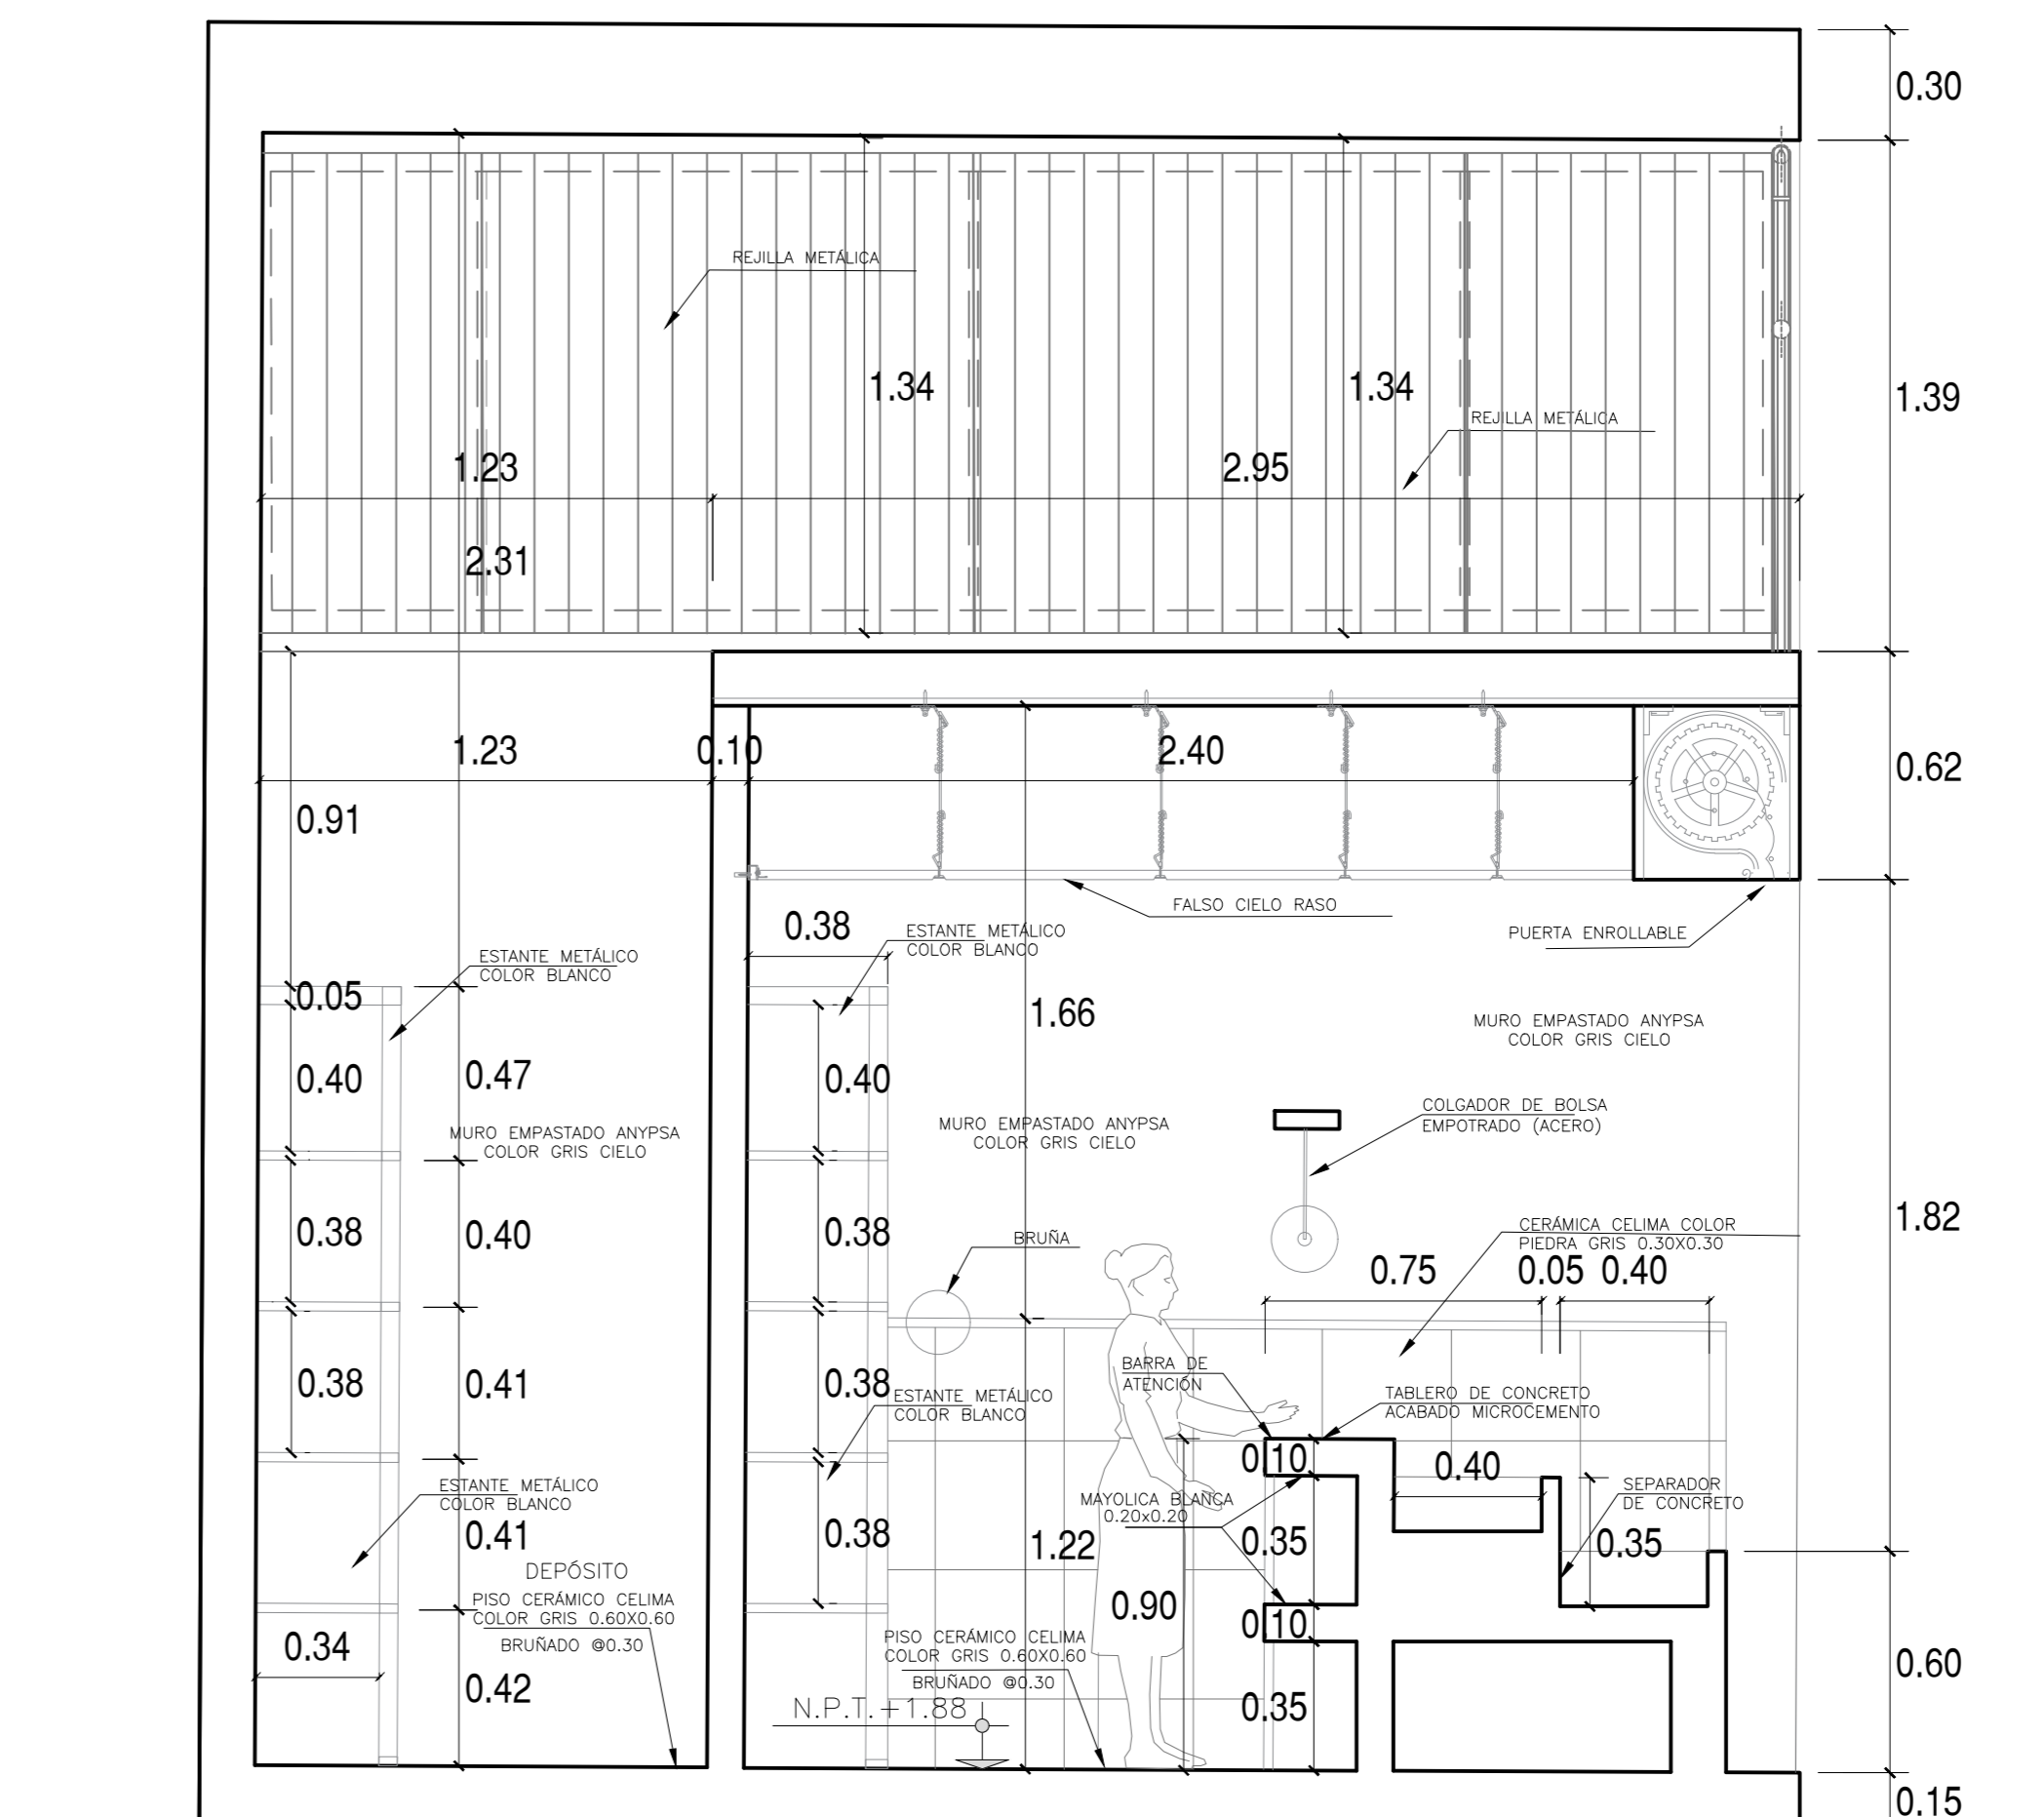 0.30
REJILLA METÁLICA
1.34
1.34
1.39
REJILLA METÁLICA
1.23
2.95
2.31
1.23
0.10
2.40
0.62
0.91
FALSO CIELO RASO
0.38
ESTANTE METÁLICO
COLOR BLANCO
PUERTA ENROLLABLE
ESTANTE METÁLICO
COLOR BLANCO
0.05
1.66
MURO EMPASTADO ANYPSA
COLOR GRIS CIELO
0.40
0.47
0.40
COLGADOR DE BOLSA
EMPOTRADO (ACERO)
MURO EMPASTADO ANYPSA
COLOR GRIS CIELO
MURO EMPASTADO ANYPSA
COLOR GRIS CIELO
0.38
0.40
0.38
BRUÑA
CERÁMICA CELIMA COLOR
PIEDRA GRIS 0.30X0.30
1.82
0.75
0.05
0.40
0.38
0.41
0.38
BARRA DE
ATENCIÓN
ESTANTE METÁLICO
COLOR BLANCO
TABLERO DE CONCRETO
ACABADO MICROCEMENTO
0.10
0.40
ESTANTE METÁLICO
COLOR BLANCO
SEPARADOR
DE CONCRETO
MAYOLICA BLANCA
0.20x0.20
0.41
0.38
1.22
0.35
0.35
DEPÓSITO
PISO CERÁMICO CELIMA
COLOR GRIS 0.60X0.60
BRUÑADO @0.30
0.90
0.10
0.34
PISO CERÁMICO CELIMA
COLOR GRIS 0.60X0.60
BRUÑADO @0.30
0.60
0.42
N.P.T.+1.88
0.35
0.15